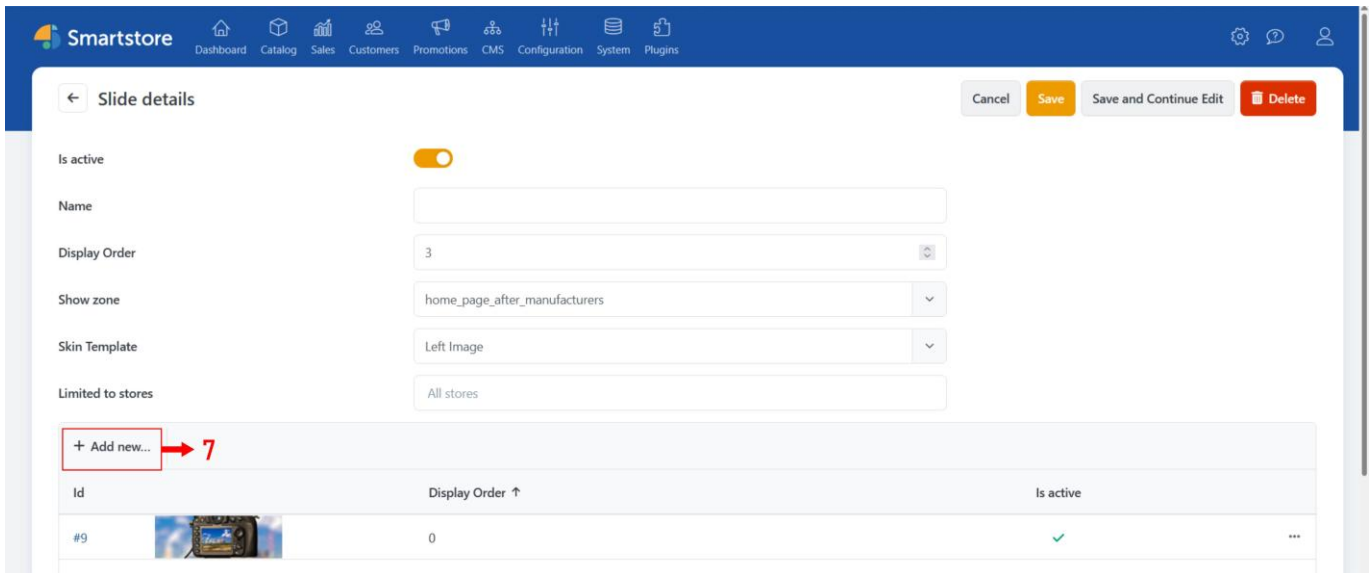 Smartstore
Dashboard Catalog Sales Customers Promotions CMS Configuration System Plugins
Slide details
Cancel Save Save and Continue Edit Delete
Is active
Name
Display Order 3
Show zone home_page_after_manufacturers
Skin Template Left Image
Limited to stores All stores
+ Add new... 7
Id Display Order ↑ Is active
#9 0